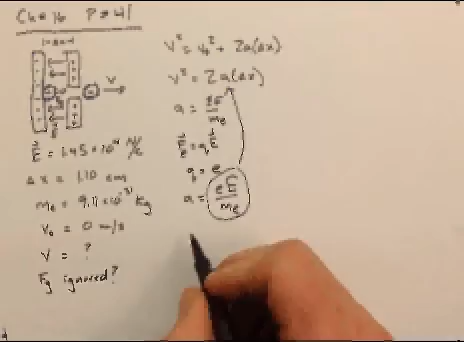 Ch# 16 P# 41
E = 1.45 × 10⁴ N/C
Δx = 1.10 cm
mₑ = 9.11×10⁻³¹ Kg
V₀ = 0 m/s
V = ?
Fg ignored?
V² = V₀² + 2a(Δx)
V² = 2a(Δx)
a = ΣF/mₑ
Fₑ = qE
q = e
a = eE/mₑ
V